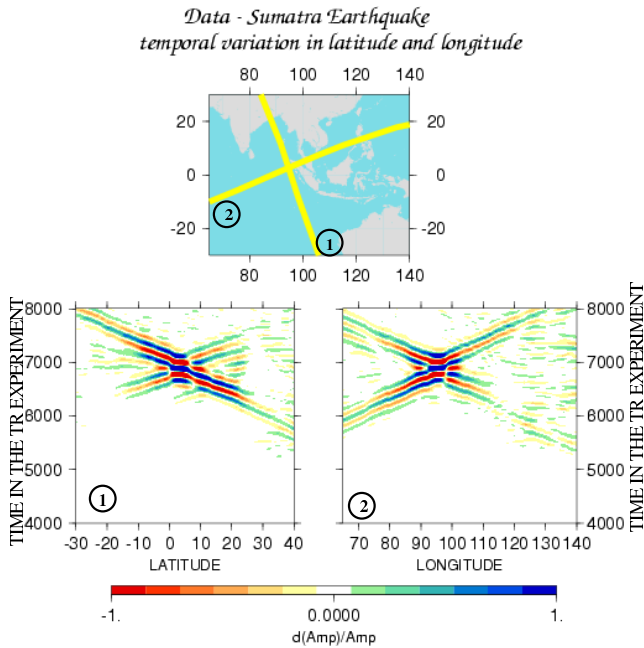 Data - Sumatra Earthquake
temporal variation in latitude and longitude
80 100 120 140
20 20
0 0
-20 -20
2
1
80 100 120 140
TIME IN THE TR EXPERIMENT
8000
7000
6000
5000
4000
1
-30 -20 -10 0 10 20 30 40
LATITUDE
8000
7000
6000
5000
4000
TIME IN THE TR EXPERIMENT
2
70 80 90 100 110 120 130 140
LONGITUDE
-1. 0.0000 1.
d(Amp)/Amp